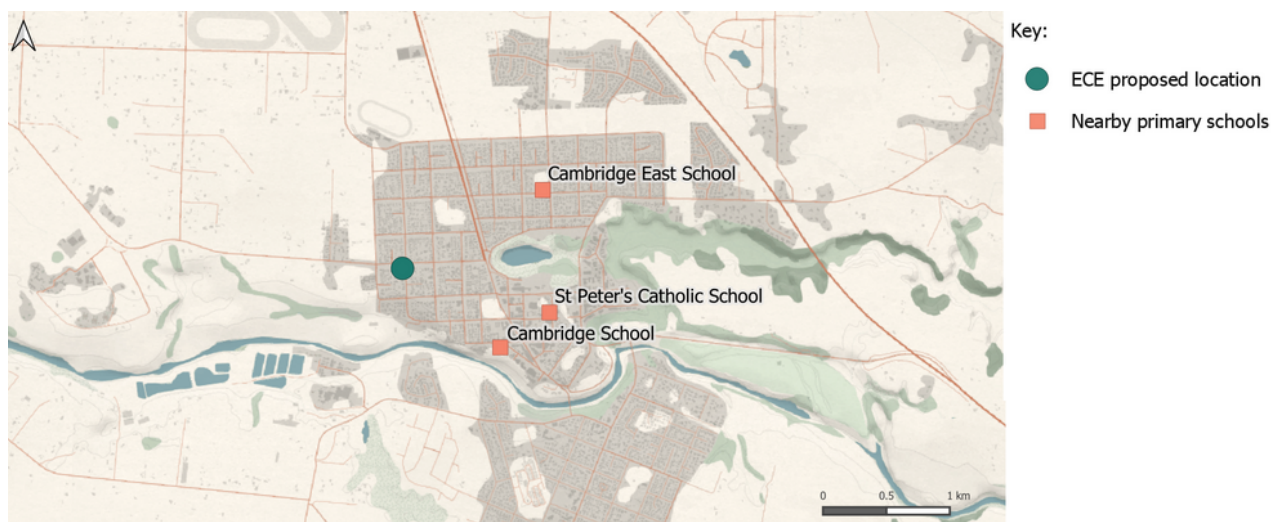 Key:
ECE proposed location
Nearby primary schools
Cambridge East School
St Peter's Catholic School
Cambridge School
0 0.5 1 km